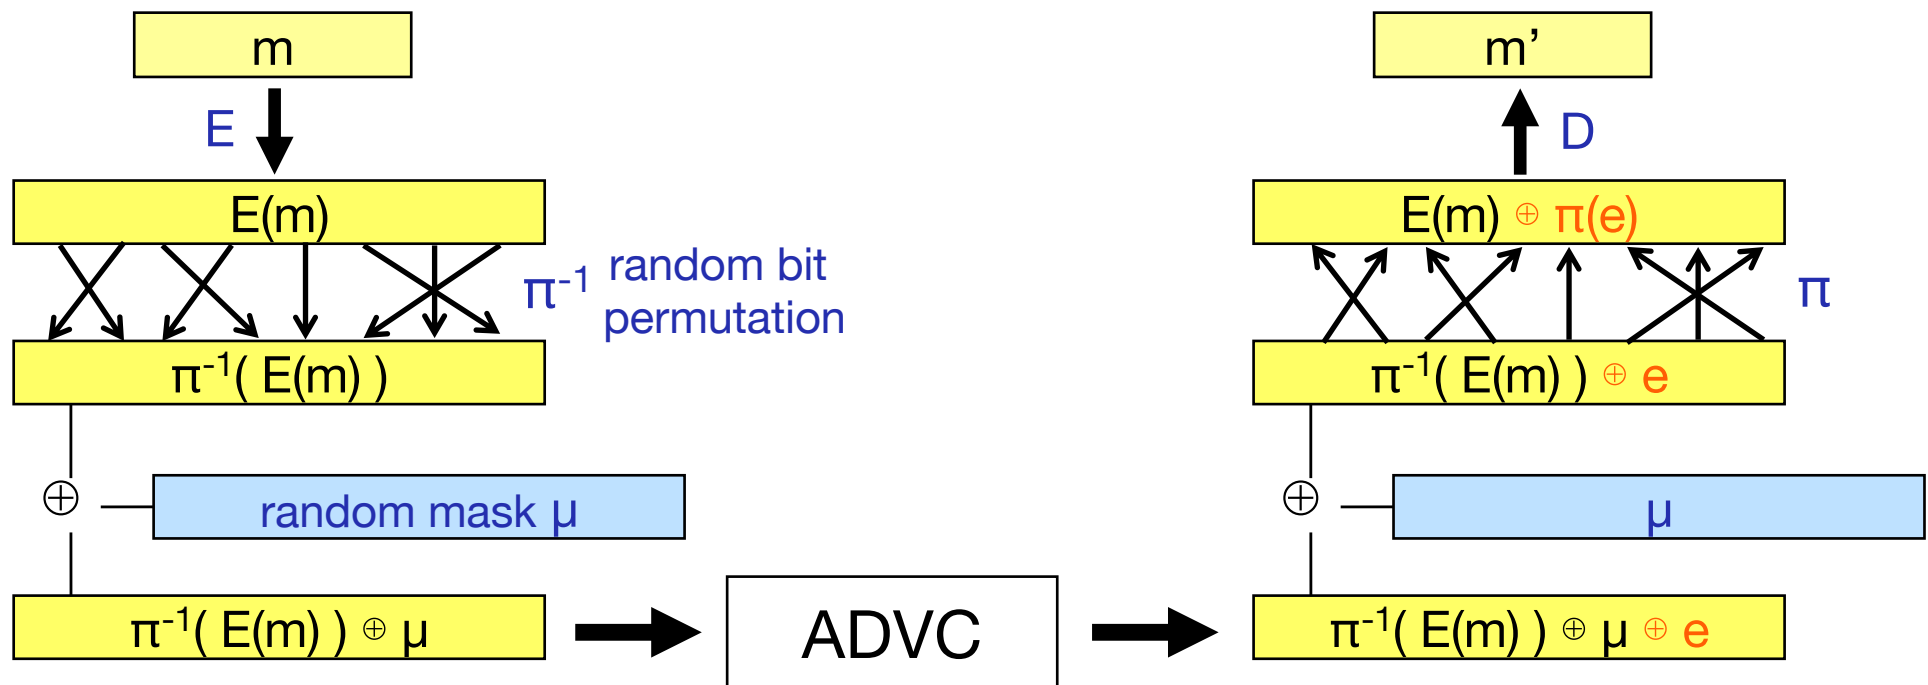 m
E
E(m)
π⁻¹ random bit
permutation
π⁻¹( E(m) )
⊕
random mask μ
π⁻¹( E(m) ) ⊕ μ
ADVC
m’
D
E(m) ⊕ π(e)
π
π⁻¹( E(m) ) ⊕ e
⊕
μ
π⁻¹( E(m) ) ⊕ μ ⊕ e